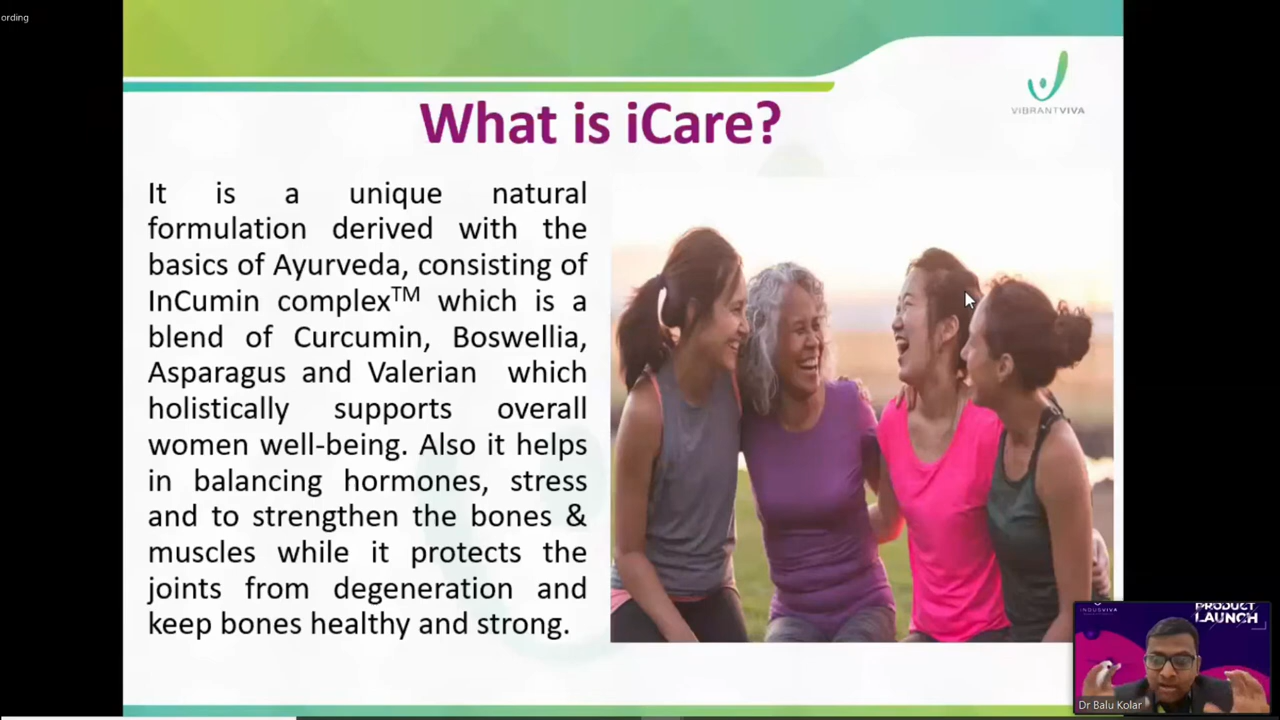 ording
VIBRANTVIVA
What is iCare?
It is a unique natural
formulation derived with the
basics of Ayurveda, consisting of
InCumin complexTM which is a
blend of Curcumin, Boswellia,
Asparagus and Valerian which
holistically supports overall
women well-being. Also it helps
in balancing hormones, stress
and to strengthen the bones &
muscles while it protects the
joints from degeneration and
keep bones healthy and strong.
INDUSVIVA
PRODUCT
LAUNCH
Dr Balu Kolar